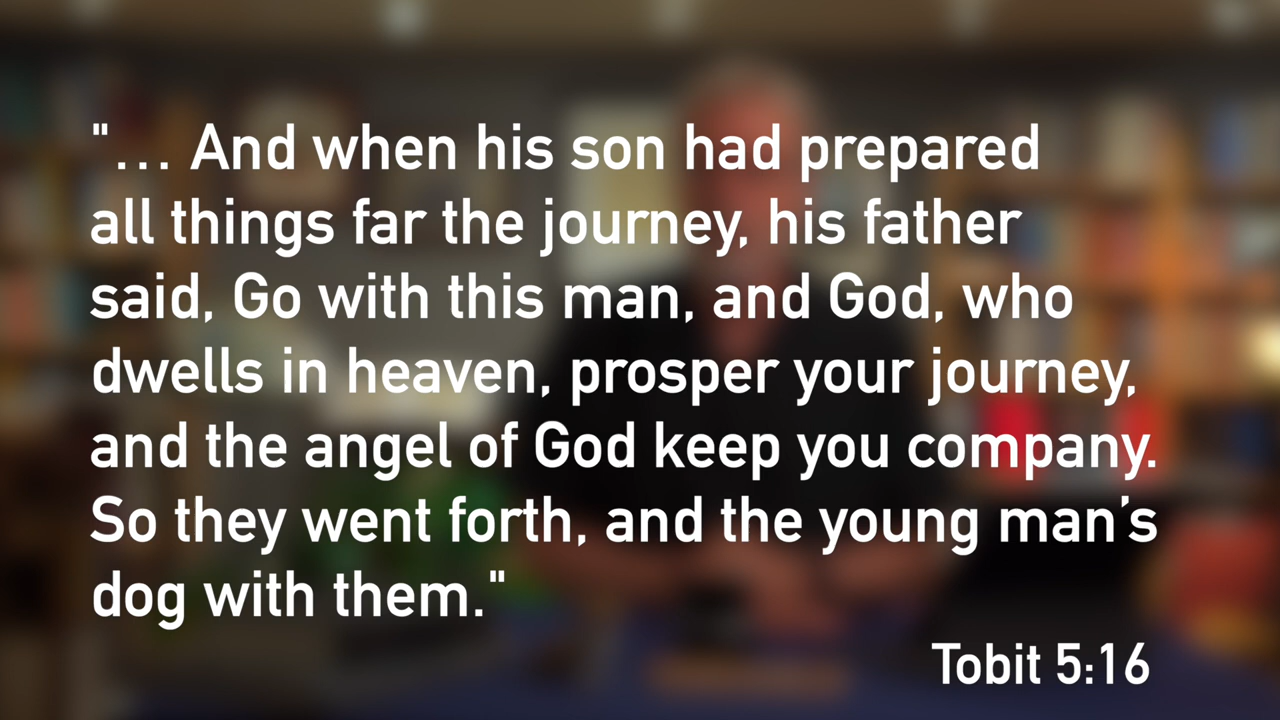 "... And when his son had prepared
all things far the journey, his father
said, Go with this man, and God, who
dwells in heaven, prosper your journey,
and the angel of God keep you company.
So they went forth, and the young man's
dog with them."
Tobit 5:16